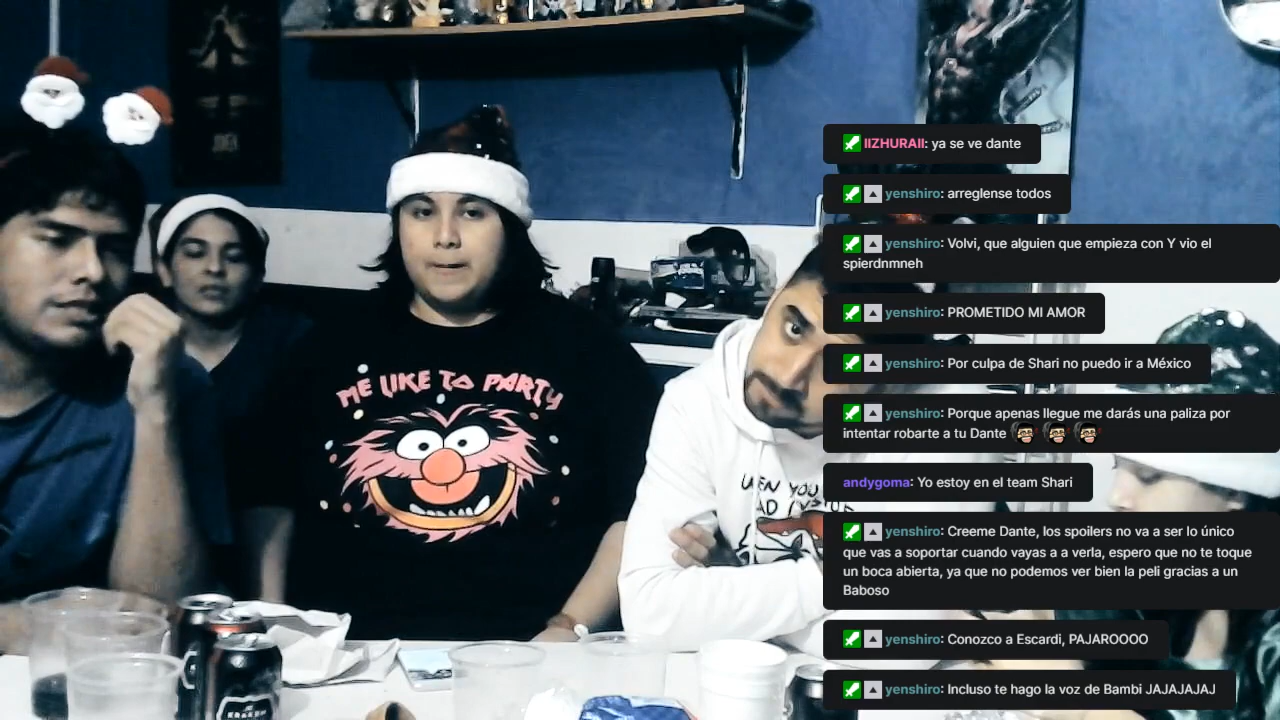 IIZHURAII: ya se ve dante
yenshiro: arreglense todos
yenshiro: Volvi, que alguien que empieza con Y vio el
spierdnmneh
yenshiro: PROMETIDO MI AMOR
yenshiro: Por culpa de Shari no puedo ir a México
yenshiro: Porque apenas llegue me darás una paliza por
intentar robarte a tu Dante
andygoma: Yo estoy en el team Shari
yenshiro: Creeme Dante, los spoilers no va a ser lo único
que vas a soportar cuando vayas a a verla, espero que no te toque
un boca abierta, ya que no podemos ver bien la peli gracias a un
Baboso
yenshiro: Conozco a Escardi, PAJAROOOO
yenshiro: Incluso te hago la voz de Bambi JAJAJAJAJ
ME LIKE TO PARTY
YOU